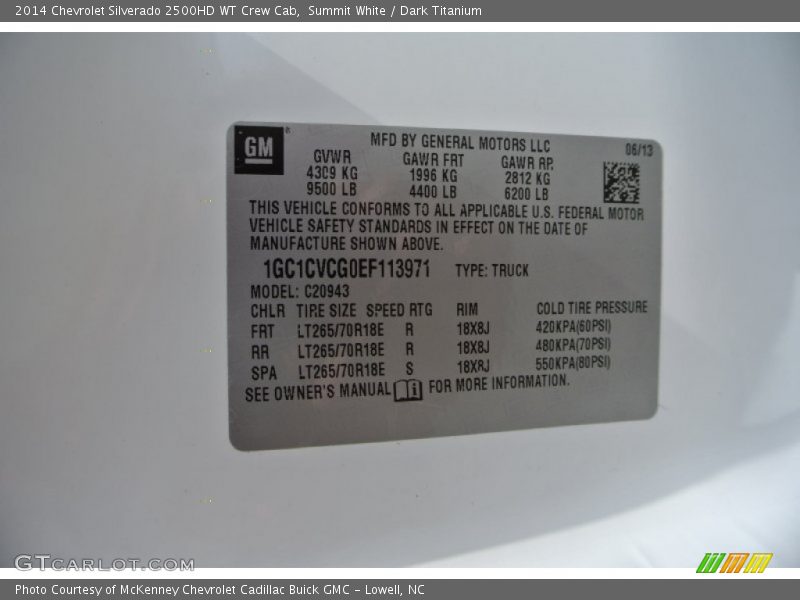 2014 Chevrolet Silverado 2500HD WT Crew Cab,  Summit White / Dark Titanium
GM
MFD BY GENERAL MOTORS LLC 06/13
GVWR GAWR FRT GAWR RR
4309 KG 1996 KG 2812 KG
9500 LB 4400 LB 6200 LB
THIS VEHICLE CONFORMS TO ALL APPLICABLE U.S. FEDERAL MOTOR
VEHICLE SAFETY STANDARDS IN EFFECT ON THE DATE OF
MANUFACTURE SHOWN ABOVE.
1GC1CVCG0EF113971 TYPE: TRUCK
MODEL: C20943
CHLR TIRE SIZE SPEED RTG RIM COLD TIRE PRESSURE
FRT LT265/70R18E R 18X8J 420KPA(60PSI)
RR LT265/70R18E R 18X8J 480KPA(70PSI)
SPA LT265/70R18E S 18X8J 550KPA(80PSI)
SEE OWNER'S MANUAL FOR MORE INFORMATION.
GTCARLOT.COM
Photo Courtesy of McKenney Chevrolet Cadillac Buick GMC - Lowell, NC